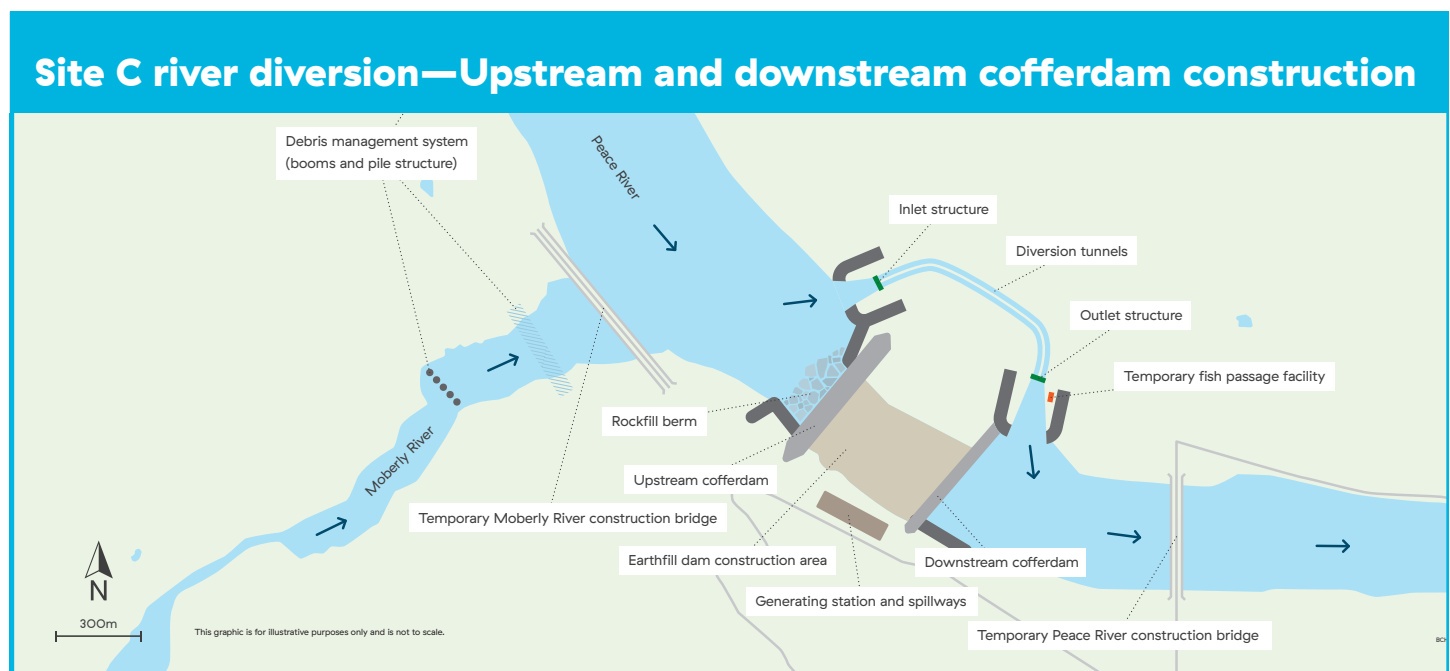 Site C river diversion—Upstream and downstream cofferdam construction
Debris management system
(booms and pile structure)
Peace River
Inlet structure
Diversion tunnels
Outlet structure
Temporary fish passage facility
Rockfill berm
Moberly River
Upstream cofferdam
Temporary Moberly River construction bridge
Earthfill dam construction area
Downstream cofferdam
Generating station and spillways
Temporary Peace River construction bridge
N
300m
This graphic is for illustrative purposes only and is not to scale.